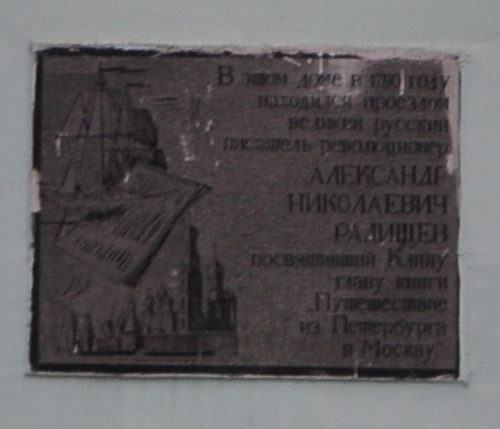 В этом доме в 1790 году
находился проездом
великий русский
писатель-революционер
АЛЕКСАНДР
НИКОЛАЕВИЧ
РАДИЩЕВ
посвятивший Клину
главу книги
„Путешествие
из Петербурга
в Москву"